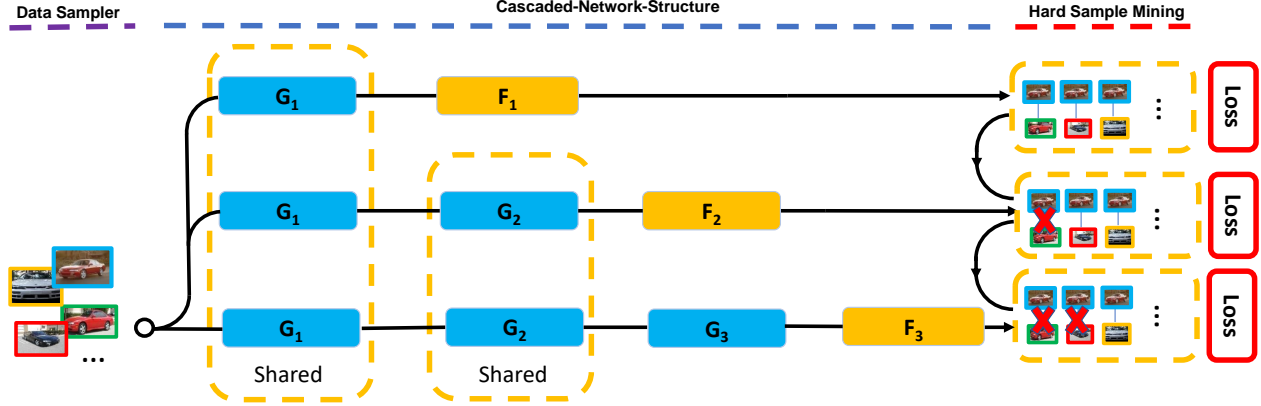 Data Sampler
Cascaded-Network-Structure
Hard Sample Mining
G1
F1
...
Loss
G1
G2
F2
...
Loss
...
G1
G2
G3
F3
...
Loss
Shared
Shared